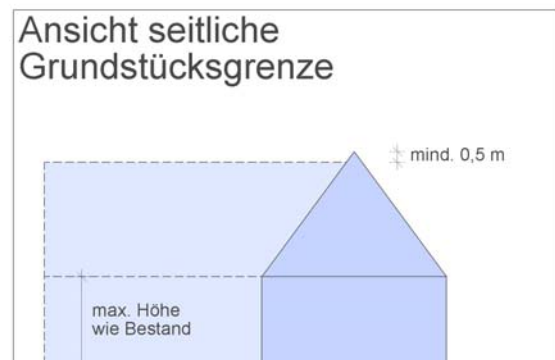 Ansicht seitliche
Grundstücksgrenze
mind. 0,5 m
max. Höhe
wie Bestand